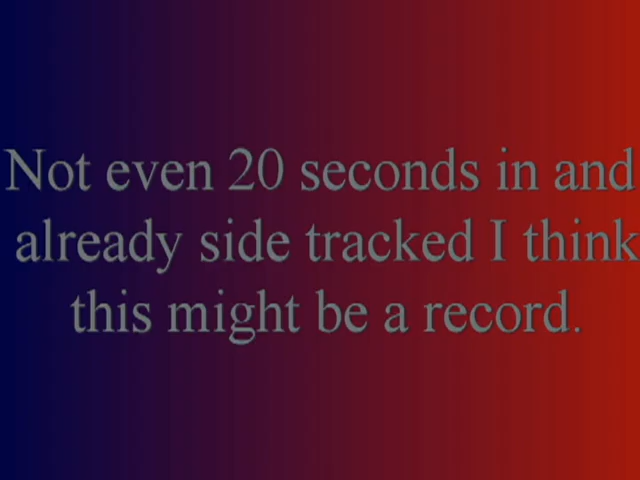 Not even 20 seconds in and
already side tracked I think
this might be a record.